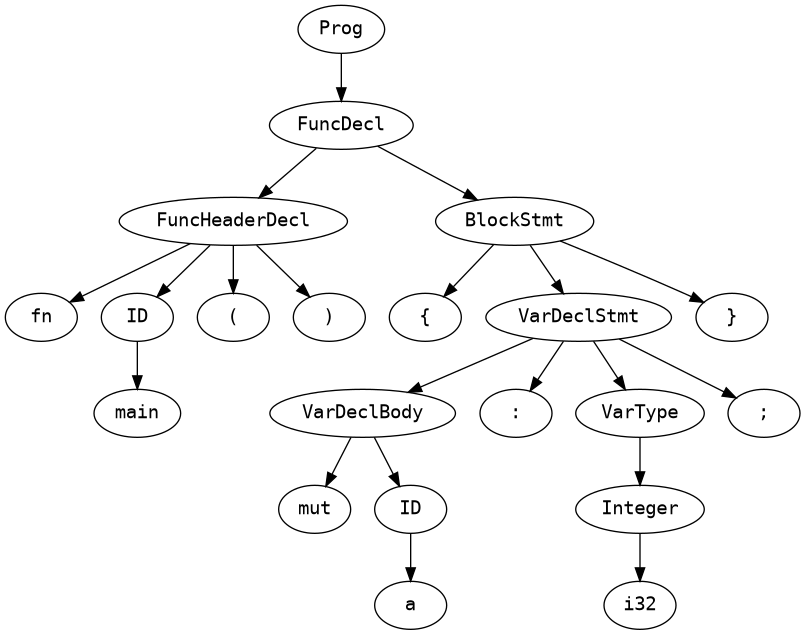 Prog
FuncDecl
FuncHeaderDecl BlockStmt
fn ID ( ) { VarDeclStmt }
main VarDeclBody : VarType ;
mut ID Integer
a i32